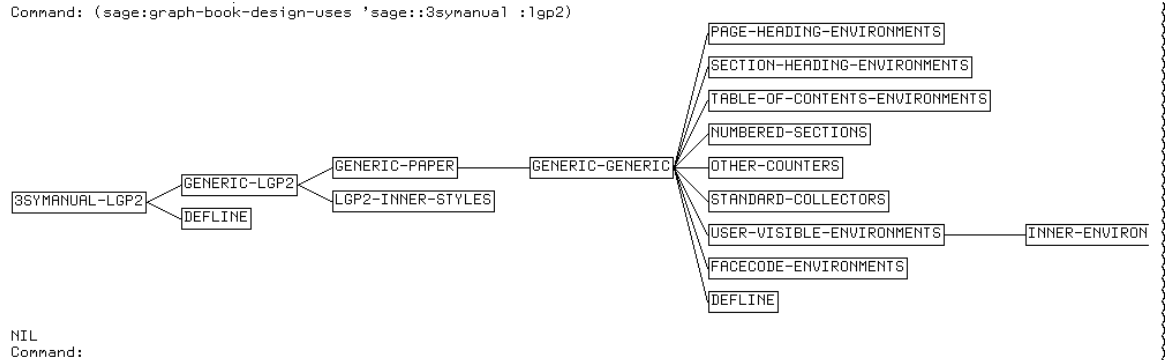 Command: (sage:graph-book-design-uses 'sage::3symanual :lgp2)
PAGE-HEADING-ENVIRONMENTS
SECTION-HEADING-ENVIRONMENTS
TABLE-OF-CONTENTS-ENVIRONMENTS
NUMBERED-SECTIONS
GENERIC-PAPER
GENERIC-GENERIC
OTHER-COUNTERS
GENERIC-LGP2
3SYMANUAL-LGP2
LGP2-INNER-STYLES
STANDARD-COLLECTORS
DEFLINE
USER-VISIBLE-ENVIRONMENTS
INNER-ENVIRON
FACECODE-ENVIRONMENTS
DEFLINE
NIL
Command: